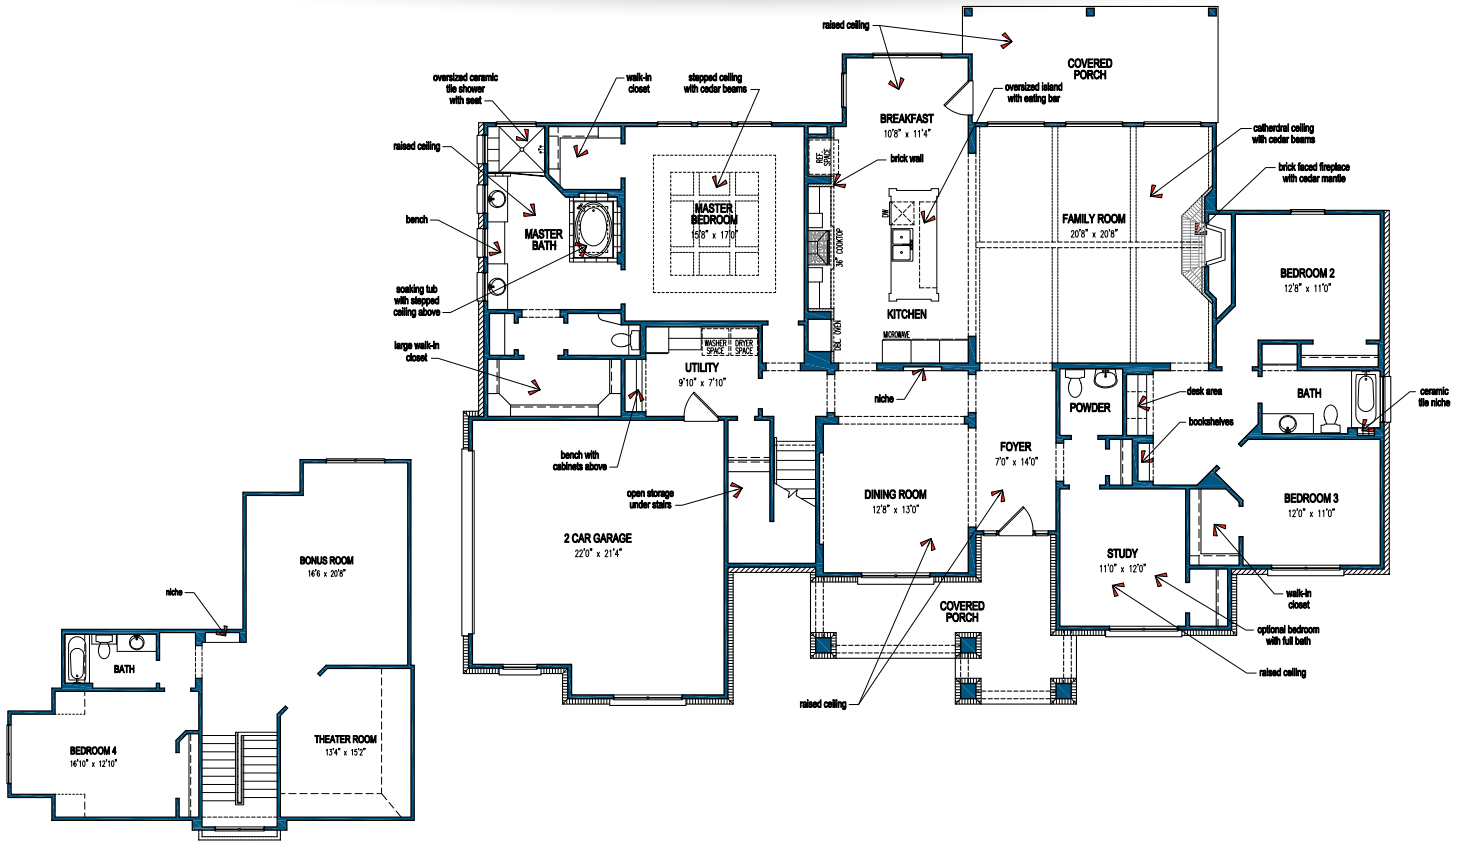 raised ceiling
COVERED
PORCH
oversized ceramic
tile shower
with seat
walk-in
closet
stepped ceiling
with cedar beams
oversized island
with eating bar
BREAKFAST
10'8" x 11'4"
raised ceiling
REF.
SPACE
brick wall
cathedral ceiling
with cedar beams
brick faced fireplace
with cedar mantle
bench
MASTER
BATH
MASTER
BEDROOM
15'8" x 17'0"
DW
36" COOKTOP
FAMILY ROOM
20'8" x 20'8"
BEDROOM 2
12'8" x 11'0"
soaking tub
with stepped
ceiling above
KITCHEN
DBL. OVEN
MICROWAVE
large walk-in
closet
WASHER
SPACE
DRYER
SPACE
UTILITY
9'10" x 7'10"
niche
POWDER
desk area
BATH
ceramic
tile niche
bookshelves
bench with
cabinets above
FOYER
7'0" x 14'0"
open storage
under stairs
DINING ROOM
12'8" x 13'0"
BEDROOM 3
12'0" x 11'0"
2 CAR GARAGE
22'0" x 21'4"
STUDY
11'0" x 12'0"
walk-in
closet
COVERED
PORCH
optional bedroom
with full bath
raised ceiling
raised ceiling
BONUS ROOM
16'6 x 20'8"
niche
BATH
BEDROOM 4
16'10" x 12'10"
THEATER ROOM
13'4" x 15'2"